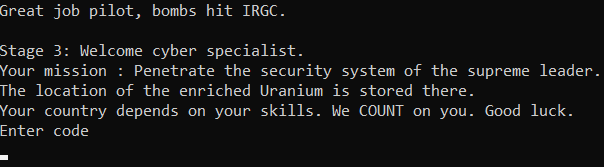 Great job pilot, bombs hit IRGC.
Stage 3: Welcome cyber specialist.
Your mission : Penetrate the security system of the supreme leader.
The location of the enriched Uranium is stored there.
Your country depends on your skills. We COUNT on you. Good luck.
Enter code